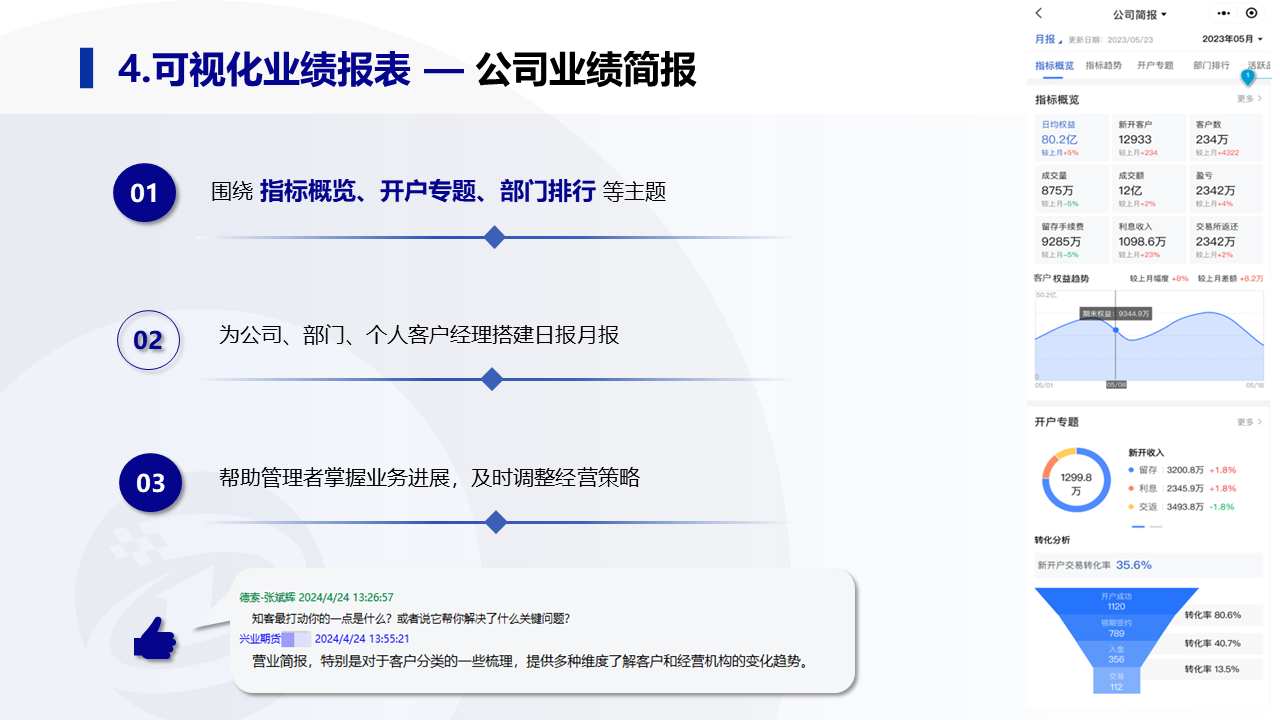 4.可视化业绩报表 — 公司业绩简报
01
围绕 指标概览、开户专题、部门排行 等主题
02
为公司、部门、个人客户经理搭建日报月报
03
帮助管理者掌握业务进展，及时调整经营策略
德索-张斌辉 2024/4/24 13:26:57
知客最打动你的一点是什么？或者说它帮你解决了什么关键问题？
兴业期货 2024/4/24 13:55:21
营业简报，特别是对于客户分类的一些梳理，提供多种维度了解客户和经营机构的变化趋势。
公司简报
月报 更新日期：2023/05/23 2023年05月
指标概览 指标趋势 开户专题 部门排行 活跃品
1
指标概览 更多
日均权益 新开客户 客户数
80.2亿 12933 234万
较上月+5% 较上月+234 较上月+4322
成交量 成交额 盈亏
875万 12亿 2342万
较上月-5% 较上月+2% 较上月+4%
留存手续费 利息收入 交易所返还
9285万 1098.6万 2342万
较上月-5% 较上月+23% 较上月+2%
客户权益趋势 较上月幅度 +8% 较上月差额 +8.2万
50.2亿
期末权益：9344.9万
0
05/01 05/08 05/18
开户专题 更多
1299.8
万
新开收入
留存 3200.8万 +1.8%
利息 2345.9万 +1.8%
交返 3493.8万 -1.8%
转化分析
新开户交易转化率 35.6%
开户成功
1120
转化率 80.6%
银期签约
789
转化率 40.7%
入金
356
转化率 13.5%
交易
112